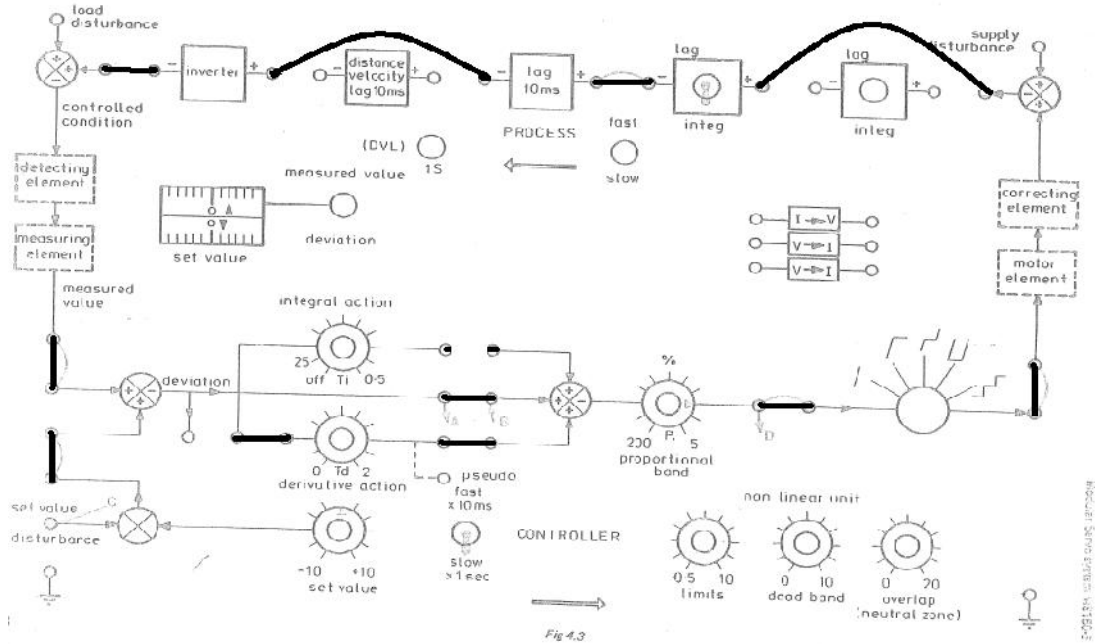 load
disturbance
supply
disturbance
inverter
distance
velocity
lag 10ms
lag
10ms
lag
lag
integ
integ
controlled
condition
(DVL)
1S
PROCESS
fast
slow
detecting
element
measured value
measuring
element
set value
deviation
I → V
V → I
V → I
correcting
element
motor
element
measured
value
integral action
25
off
Ti
0·5
%
deviation
A
B
D
200
5
proportional
band
0
Td
2
derivative action
pseudo
fast
x 10ms
slow
x 1 sec
set value
C
disturbance
-10
+10
set value
CONTROLLER
non linear unit
0·5
10
limits
0
10
dead band
0
20
overlap
(neutral zone)
Fig 4.3